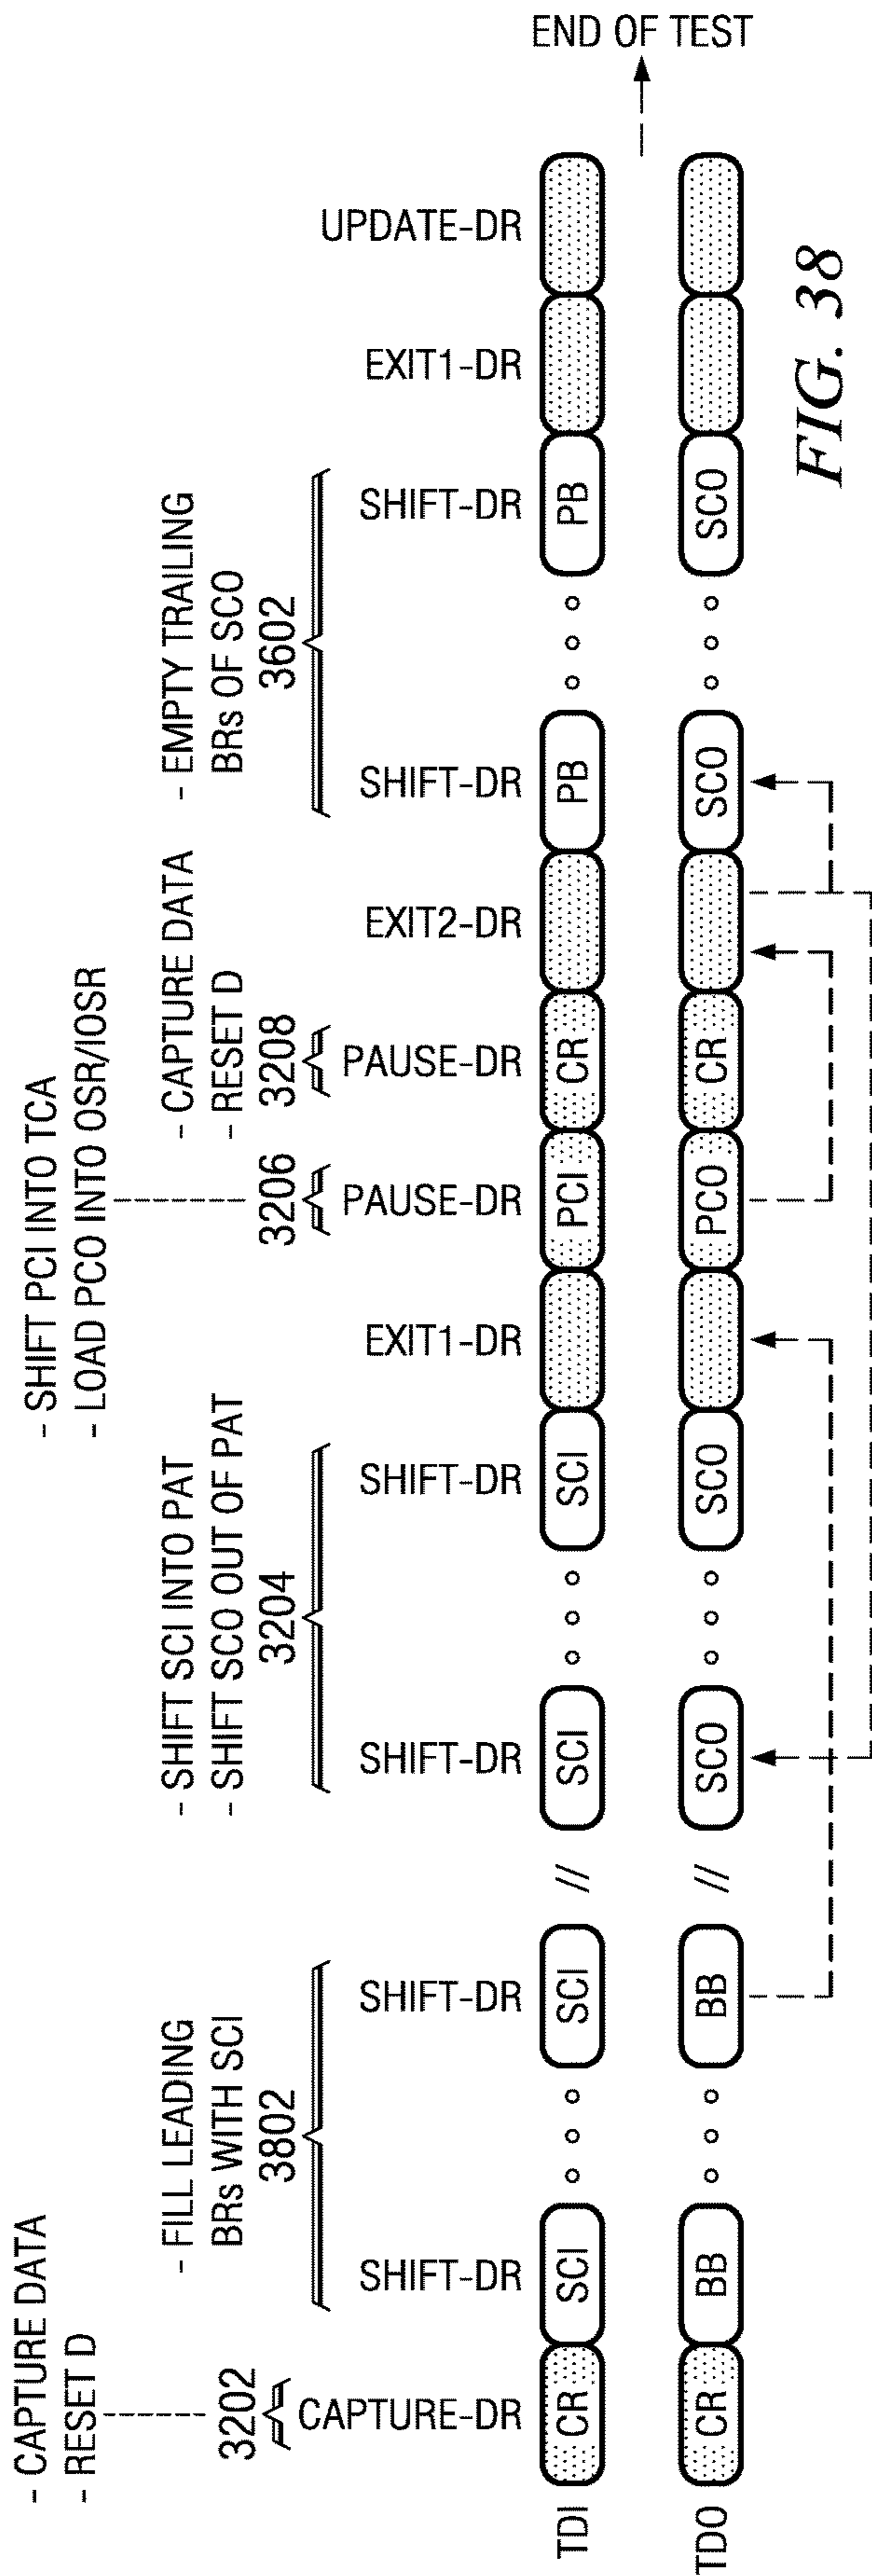 - CAPTURE DATA
- RESET D
3202
- FILL LEADING
BRs WITH SCI
3802
- SHIFT SCI INTO PAT
- SHIFT SCO OUT OF PAT
3204
- SHIFT PCI INTO TCA
- LOAD PCO INTO OSR/IOSR
3206
- CAPTURE DATA
- RESET D
3208
- EMPTY TRAILING
BRs OF SCO
3602
CAPTURE-DR SHIFT-DR SHIFT-DR SHIFT-DR SHIFT-DR EXIT1-DR PAUSE-DR PAUSE-DR EXIT2-DR SHIFT-DR SHIFT-DR EXIT1-DR UPDATE-DR
TDI CR SCI SCI // SCI SCI PCI CR PB PB
END OF TEST
TDO CR BB BB // SCO SCO PCO CR SCO SCO
FIG. 38